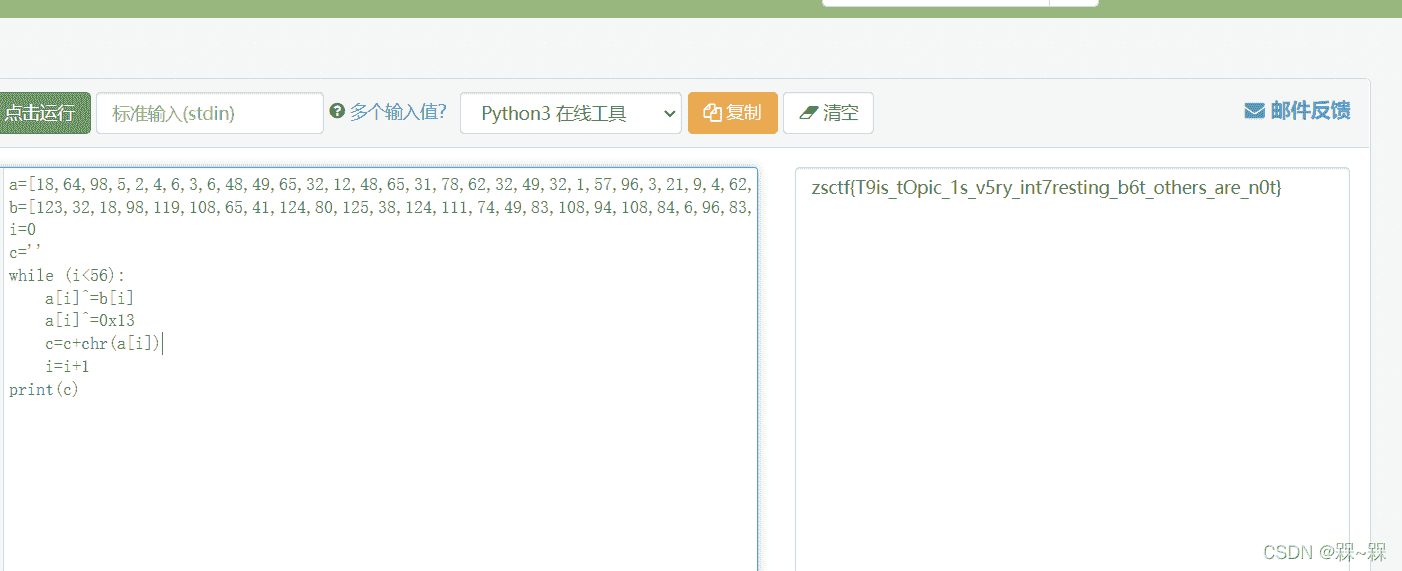 点击运行 标准输入(stdin) 多个输入值? Python3 在线工具 复制 清空 邮件反馈
a=[18,64,98,5,2,4,6,3,6,48,49,65,32,12,48,65,31,78,62,32,49,32,1,57,96,3,21,9,4,62,
b=[123,32,18,98,119,108,65,41,124,80,125,38,124,111,74,49,83,108,94,108,84,6,96,83,
i=0
c=''
while (i<56):
    a[i]^=b[i]
    a[i]^=0x13
    c=c+chr(a[i])
    i=i+1
print(c)
zsctf{T9is_tOpic_1s_v5ry_int7resting_b6t_others_are_n0t}
CSDN @槑~槑